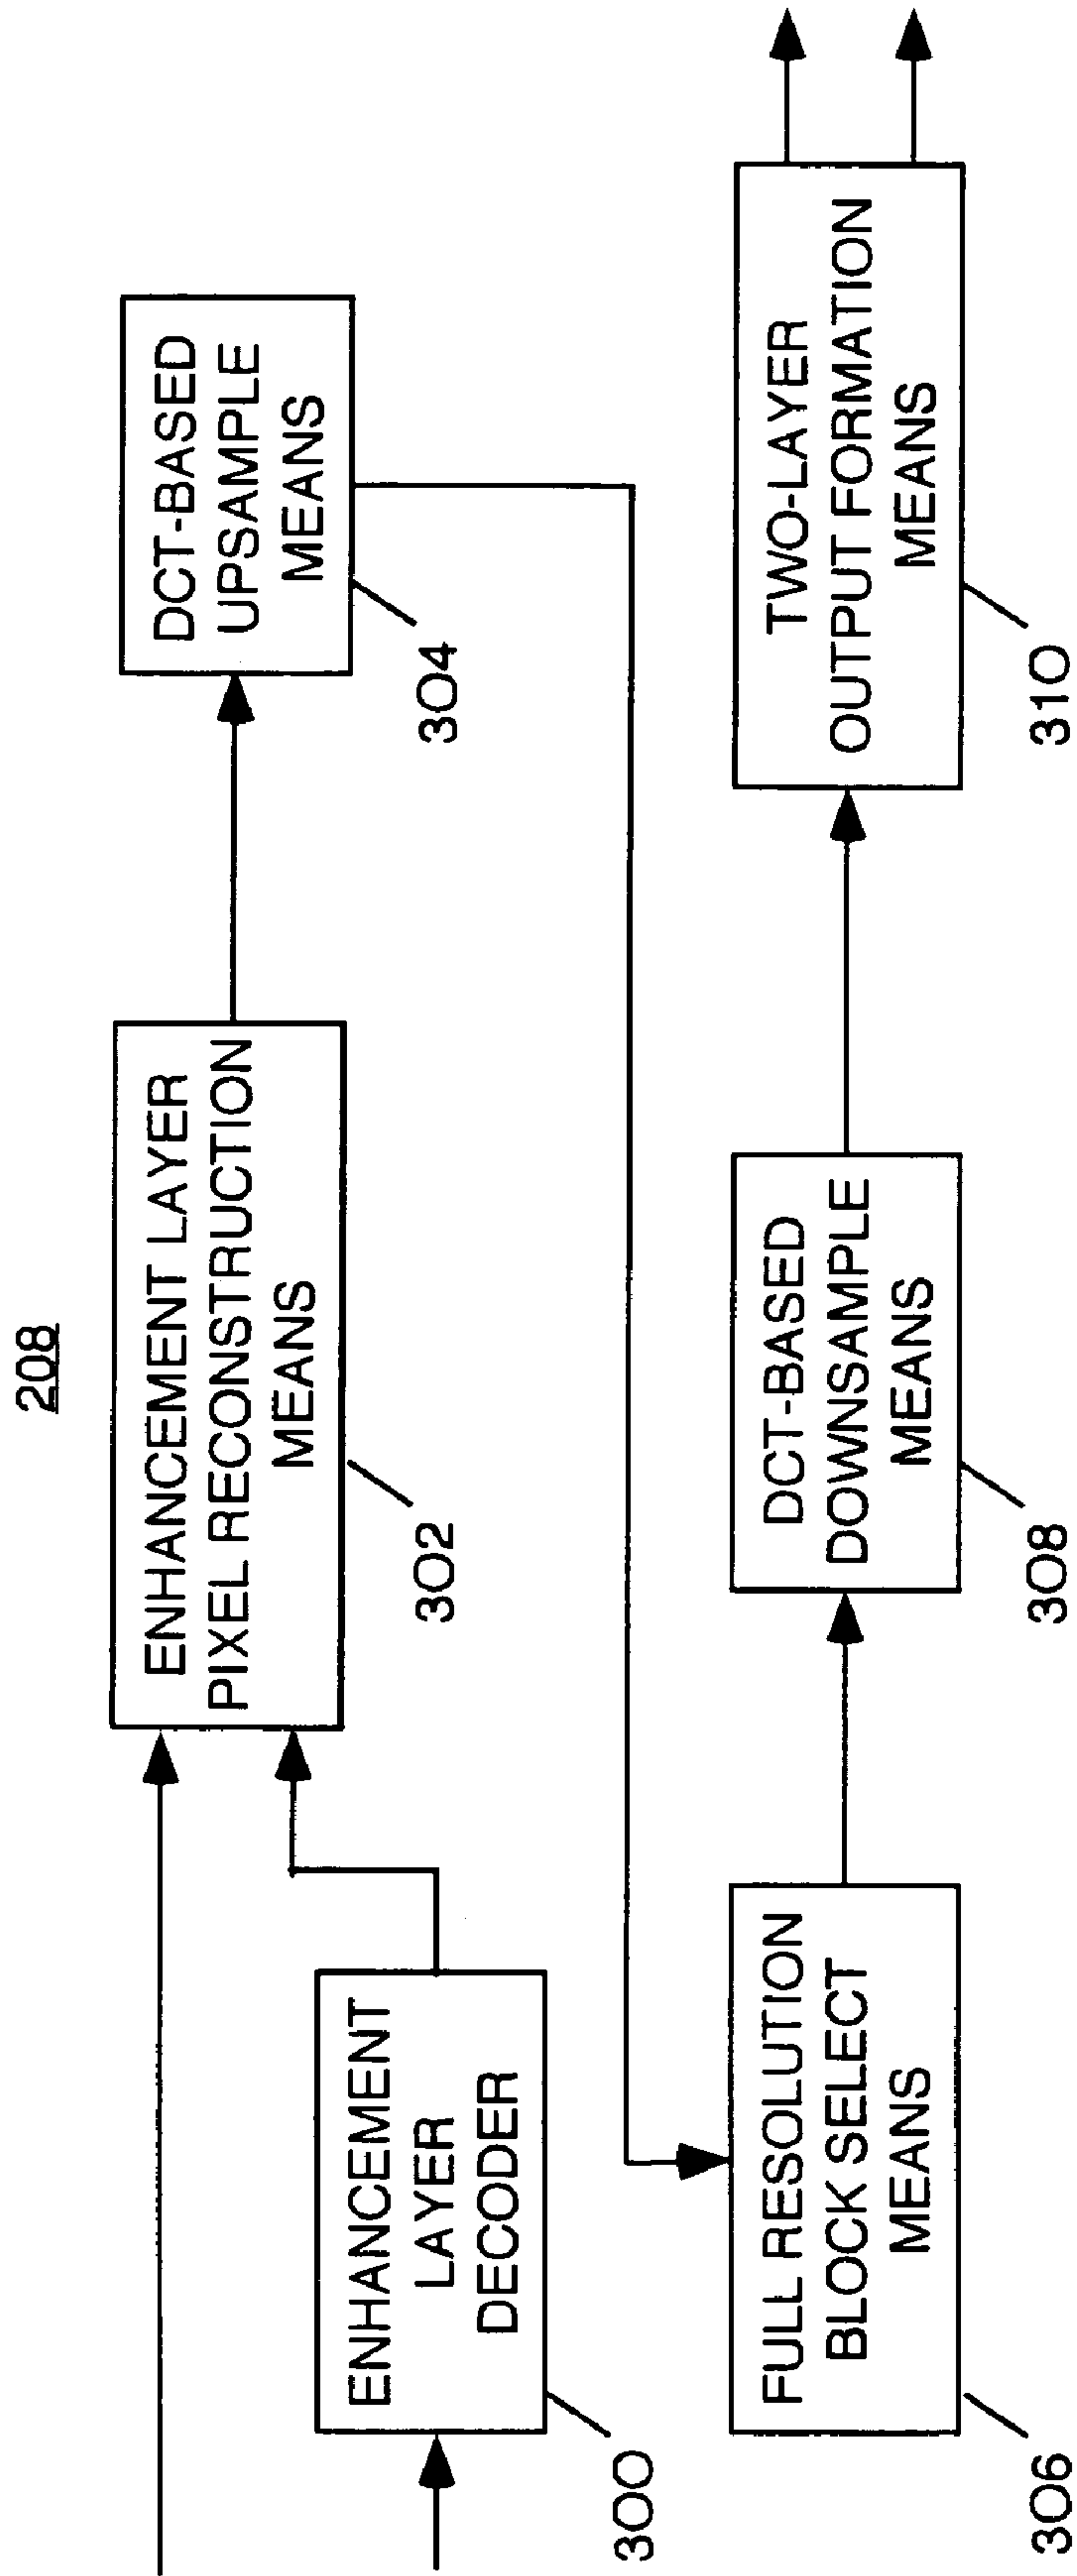 208
ENHANCEMENT LAYER
PIXEL RECONSTRUCTION
MEANS
302
DCT-BASED
UPSAMPLE
MEANS
304
ENHANCEMENT
LAYER
DECODER
300
FULL RESOLUTION
BLOCK SELECT
MEANS
306
DCT-BASED
DOWNSAMPLE
MEANS
308
TWO-LAYER
OUTPUT FORMATION
MEANS
310